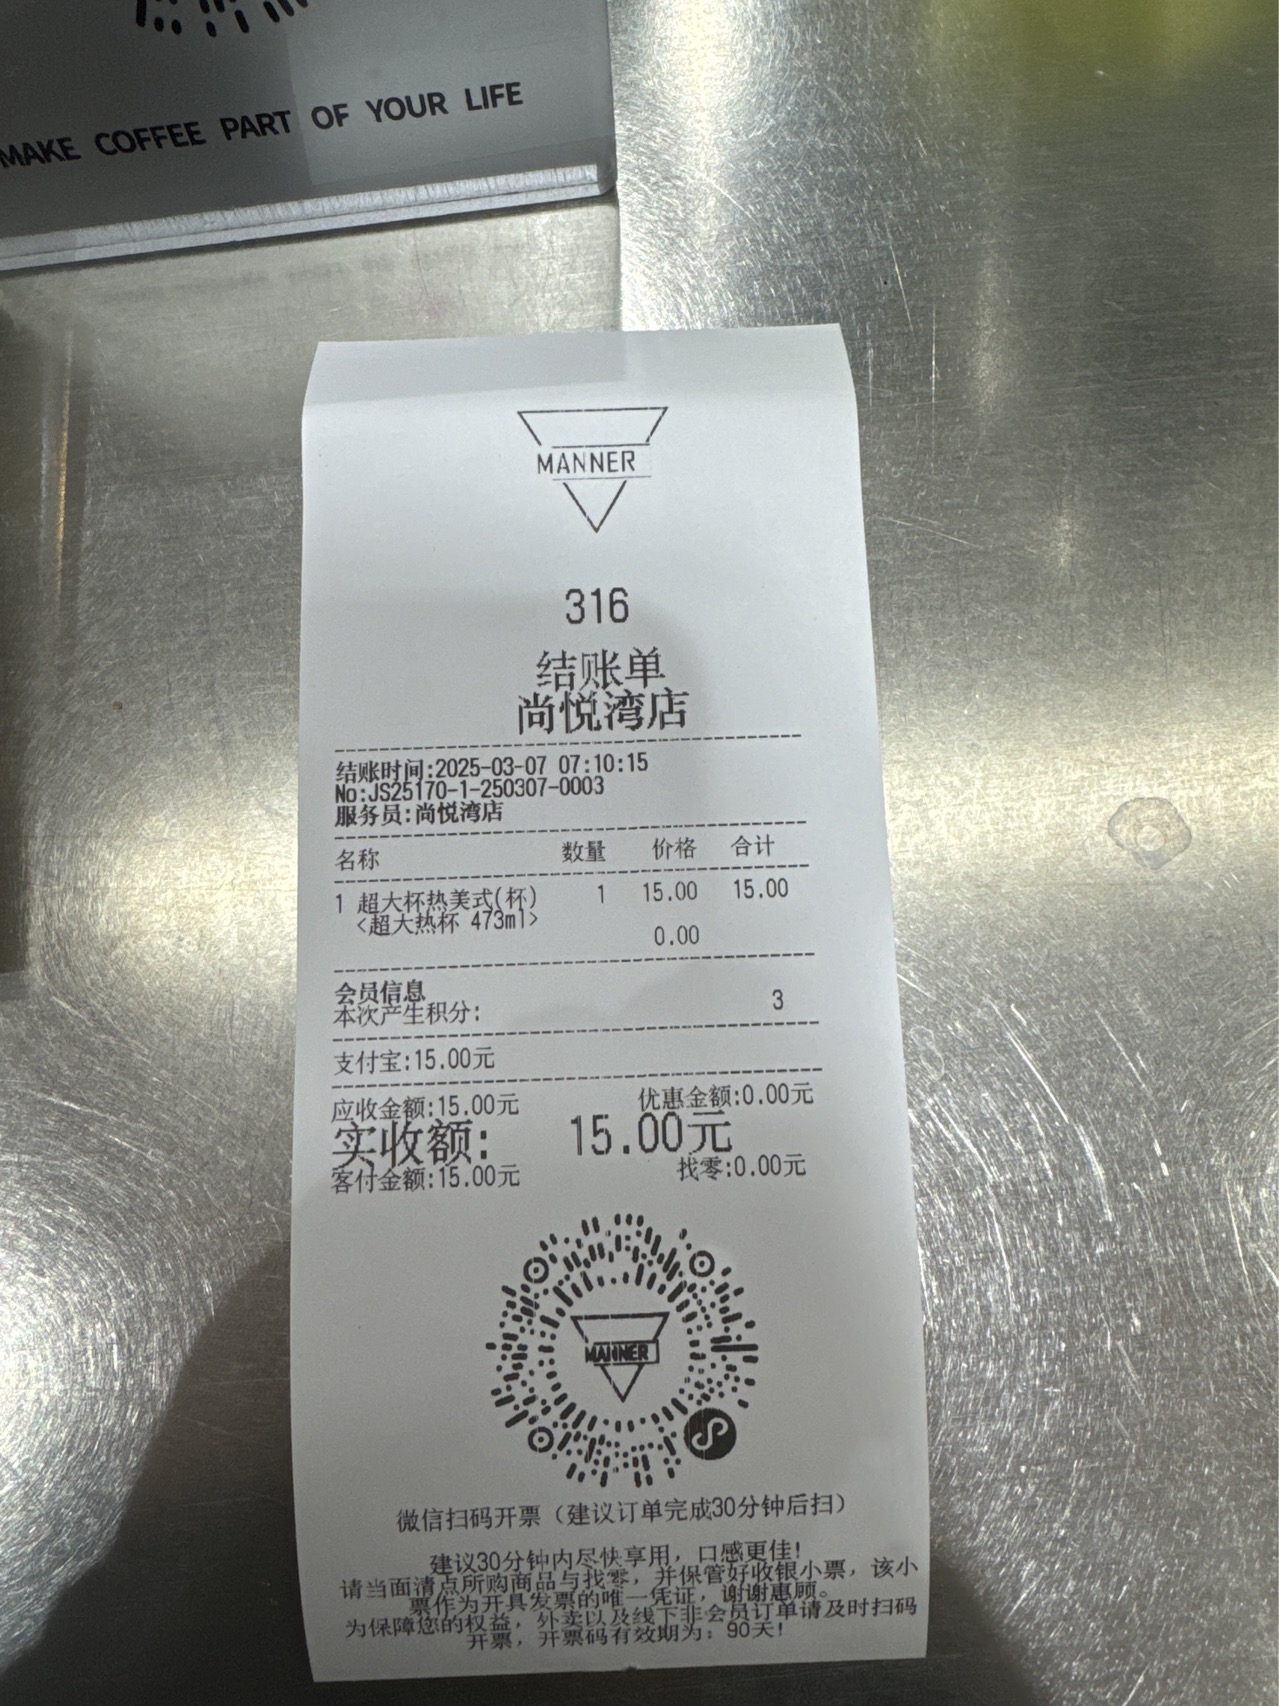 MAKE COFFEE PART OF YOUR LIFE
MANNER
316
结账单
尚悦湾店
结账时间:2025-03-07 07:10:15
No:JS25170-1-250307-0003
服务员:尚悦湾店
名称 数量 价格 合计
1 超大杯热美式(杯) 1 15.00 15.00
<超大热杯 473ml>
0.00
会员信息
本次产生积分: 3
支付宝:15.00元
应收金额:15.00元 优惠金额:0.00元
实收额: 15.00元
客付金额:15.00元 找零:0.00元
MANNER
微信扫码开票（建议订单完成30分钟后扫）
建议30分钟内尽快享用，口感更佳!
请当面清点所购商品与找零，并保管好收银小票，该小
票作为开具发票的唯一凭证，谢谢惠顾。
为保障您的权益，外卖以及线下非会员订单请及时扫码
开票，开票码有效期为：90天!